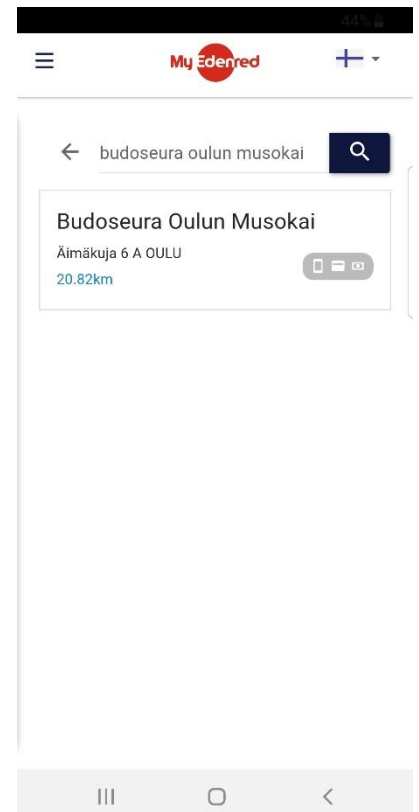 44%
My Edenred
budoseura oulun musokai
Budoseura Oulun Musokai
Äimäkuja 6 A OULU
20.82km